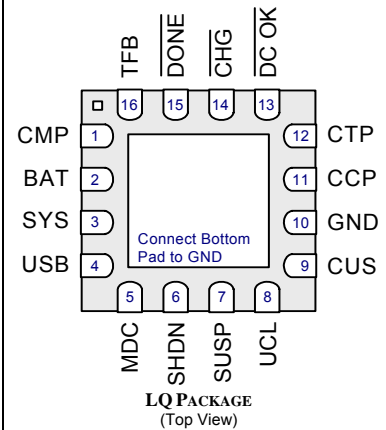 TFB
DONE
CHG
DC OK
16 15 14 13
CMP 1
BAT 2
SYS 3
USB 4
12 CTP
11 CCP
10 GND
9 CUS
Connect Bottom
Pad to GND
5 6 7 8
MDC
SHDN
SUSP
UCL
LQ PACKAGE
(Top View)